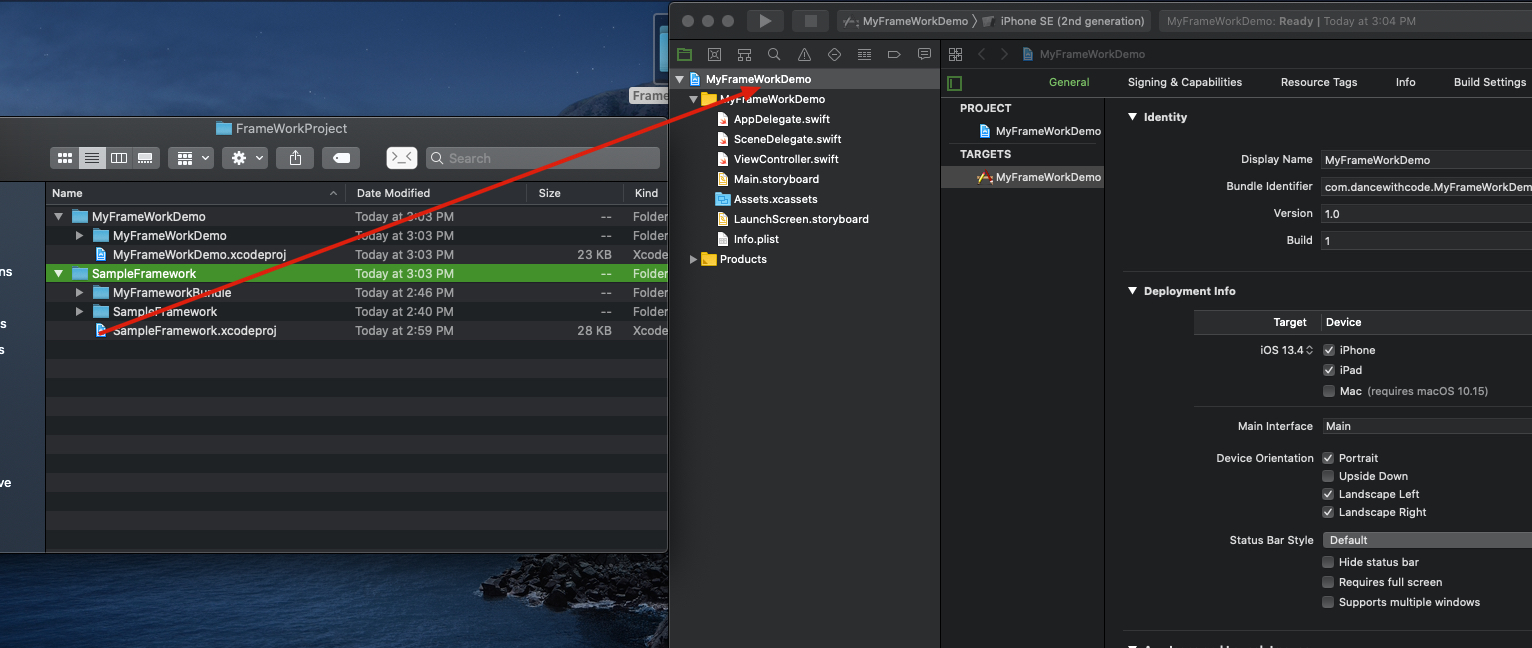 Frame
ns
s
s
ve
FrameWorkProject
Search
Name Date Modified Size Kind
MyFrameWorkDemo Today at 3:03 PM -- Folder
MyFrameWorkDemo Today at 3:03 PM -- Folder
MyFrameWorkDemo.xcodeproj Today at 3:03 PM 23 KB Xcode
SampleFramework Today at 3:03 PM -- Folder
MyFrameworkBundle Today at 2:46 PM -- Folder
SampleFramework Today at 2:40 PM -- Folder
SampleFramework.xcodeproj Today at 2:59 PM 28 KB Xcode
MyFrameWorkDemo iPhone SE (2nd generation) MyFrameWorkDemo: Ready | Today at 3:04 PM
MyFrameWorkDemo
MyFrameWorkDemo
AppDelegate.swift
SceneDelegate.swift
ViewController.swift
Main.storyboard
Assets.xcassets
LaunchScreen.storyboard
Info.plist
Products
MyFrameWorkDemo
General Signing & Capabilities Resource Tags Info Build Settings
PROJECT
MyFrameWorkDemo
TARGETS
MyFrameWorkDemo
Identity
Display Name MyFrameWorkDemo
Bundle Identifier com.dancewithcode.MyFrameWorkDem
Version 1.0
Build 1
Deployment Info
Target Device
iOS 13.4 iPhone
iPad
Mac (requires macOS 10.15)
Main Interface Main
Device Orientation Portrait
Upside Down
Landscape Left
Landscape Right
Status Bar Style Default
Hide status bar
Requires full screen
Supports multiple windows